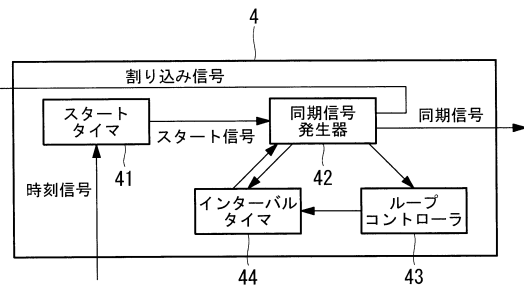 4
割り込み信号
スタート
タイマ
スタート信号
同期信号
発生器
同期信号
41
42
時刻信号
インターバル
タイマ
ループ
コントローラ
44
43